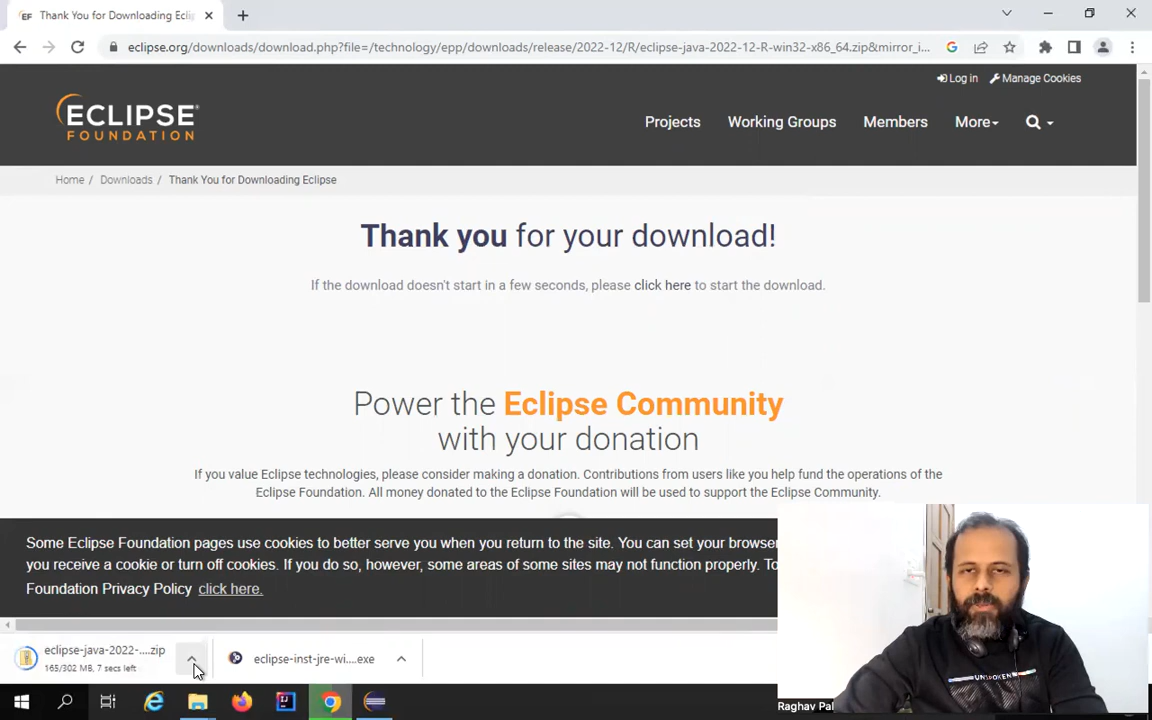 Thank You for Downloading Ecli
eclipse.org/downloads/download.php?file=/technology/epp/downloads/release/2022-12/R/eclipse-java-2022-12-R-win32-x86_64.zip&mirror_i...
Log in Manage Cookies
ECLIPSE
FOUNDATION
Projects Working Groups Members More
Home / Downloads / Thank You for Downloading Eclipse
Thank you for your download!
If the download doesn't start in a few seconds, please click here to start the download.
Power the Eclipse Community
with your donation
If you value Eclipse technologies, please consider making a donation. Contributions from users like you help fund the operations of the
Eclipse Foundation. All money donated to the Eclipse Foundation will be used to support the Eclipse Community.
Some Eclipse Foundation pages use cookies to better serve you when you return to the site. You can set your browser
you receive a cookie or turn off cookies. If you do so, however, some areas of some sites may not function properly. To
Foundation Privacy Policy click here.
eclipse-java-2022-....zip
165/302 MB, 7 secs left
eclipse-inst-jre-wi....exe
UNSPOKEN
Raghav Pal